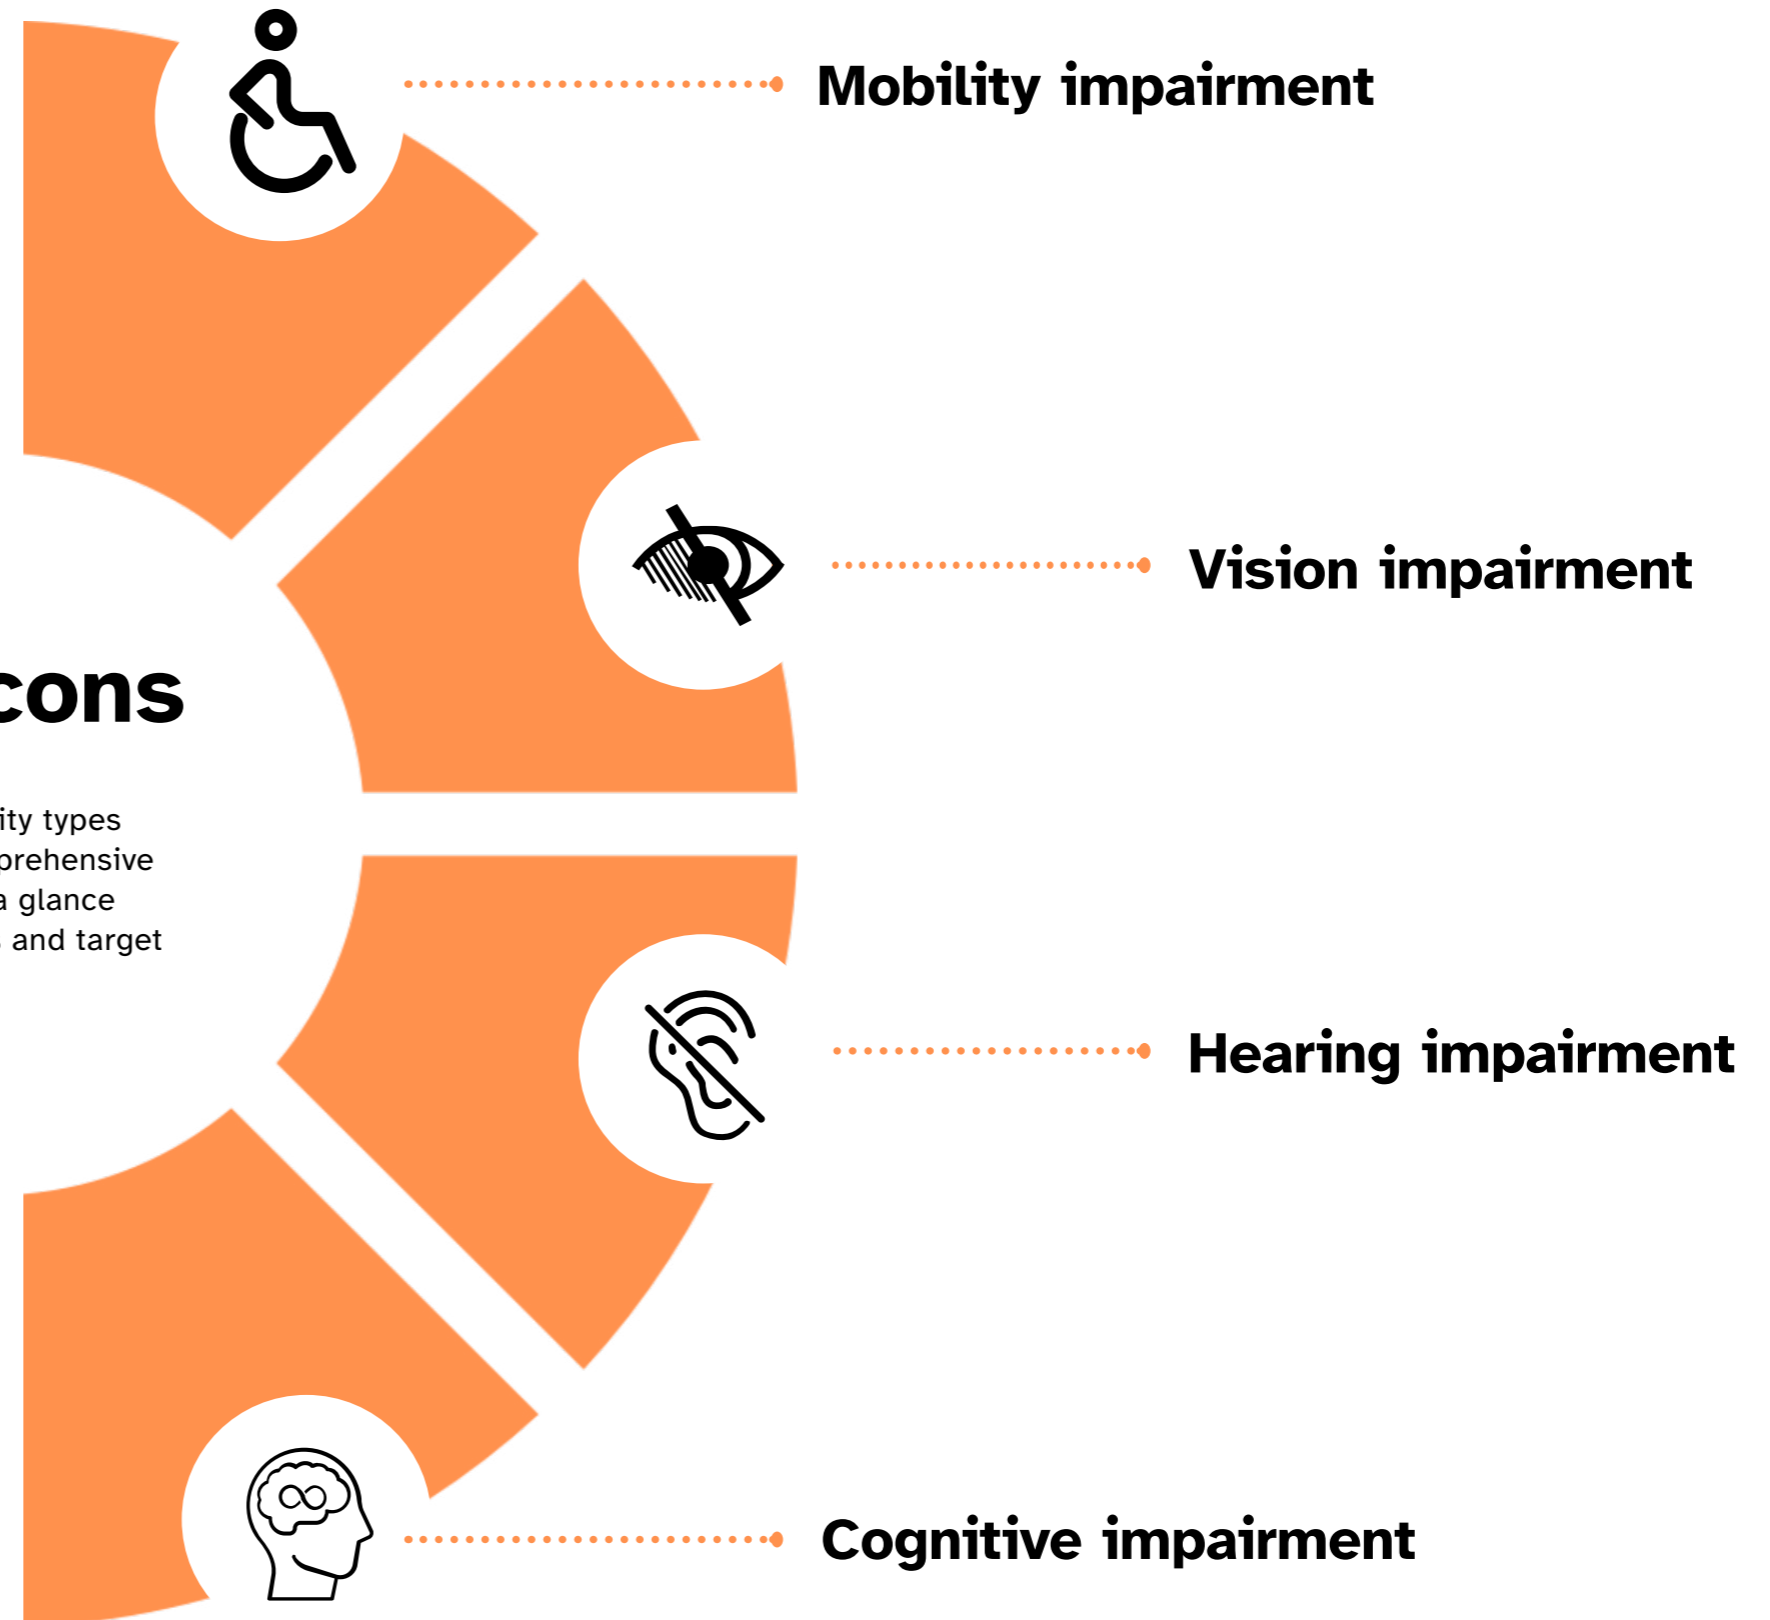 Mobility impairment
Vision impairment
cons
ity types
prehensive
a glance
and target
Hearing impairment
Cognitive impairment